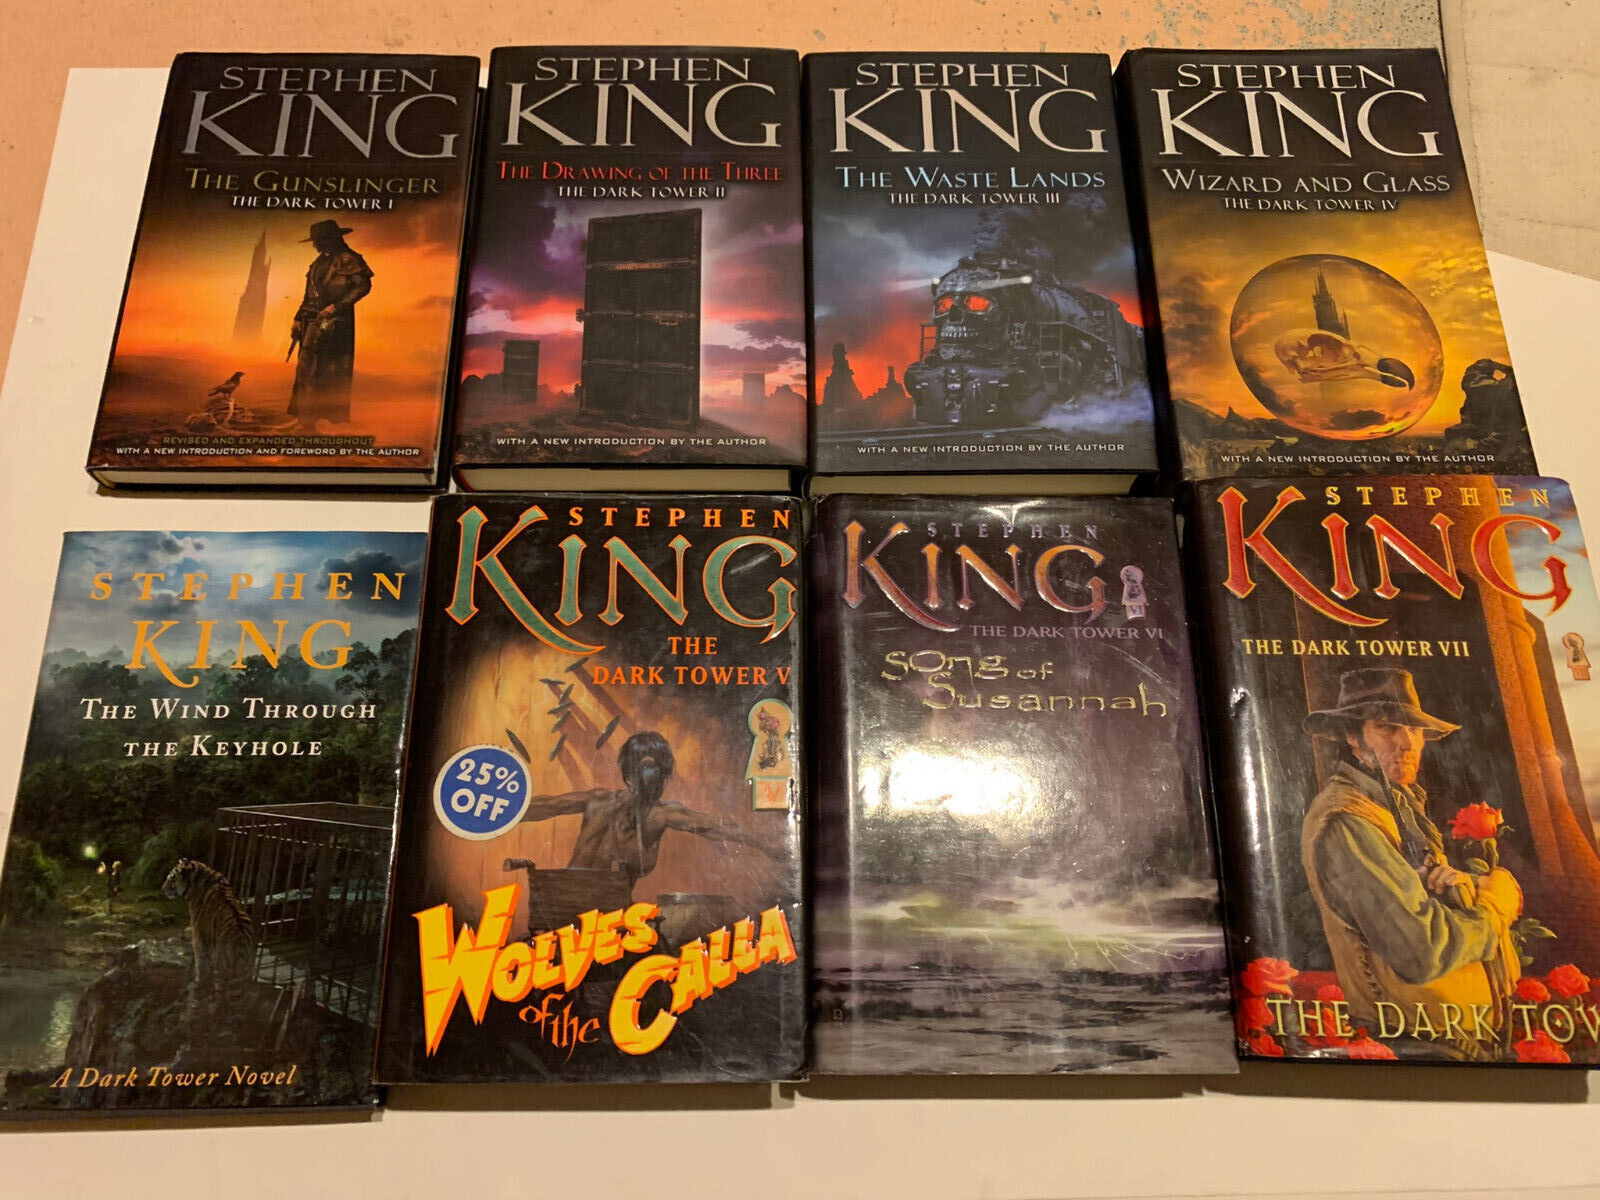 STEPHEN
KING
THE GUNSLINGER
THE DARK TOWER I
REVISED AND EXPANDED THROUGHOUT
WITH A NEW INTRODUCTION AND FOREWORD BY THE AUTHOR
STEPHEN
KING
THE DRAWING OF THE THREE
THE DARK TOWER II
WITH A NEW INTRODUCTION BY THE AUTHOR
STEPHEN
KING
THE WASTE LANDS
THE DARK TOWER III
WITH A NEW INTRODUCTION BY THE AUTHOR
STEPHEN
KING
WIZARD AND GLASS
THE DARK TOWER IV
WITH A NEW INTRODUCTION BY THE AUTHOR
STEPHEN
KING
THE WIND THROUGH
THE KEYHOLE
A DARK TOWER NOVEL
STEPHEN
KING
THE
DARK TOWER V
V
25%
OFF
WOLVES
of the CALLA
STEPHEN
KING
VI
THE DARK TOWER VI
Song of
Susannah
STEPHEN
KING
THE DARK TOWER VII
THE DARK TOW